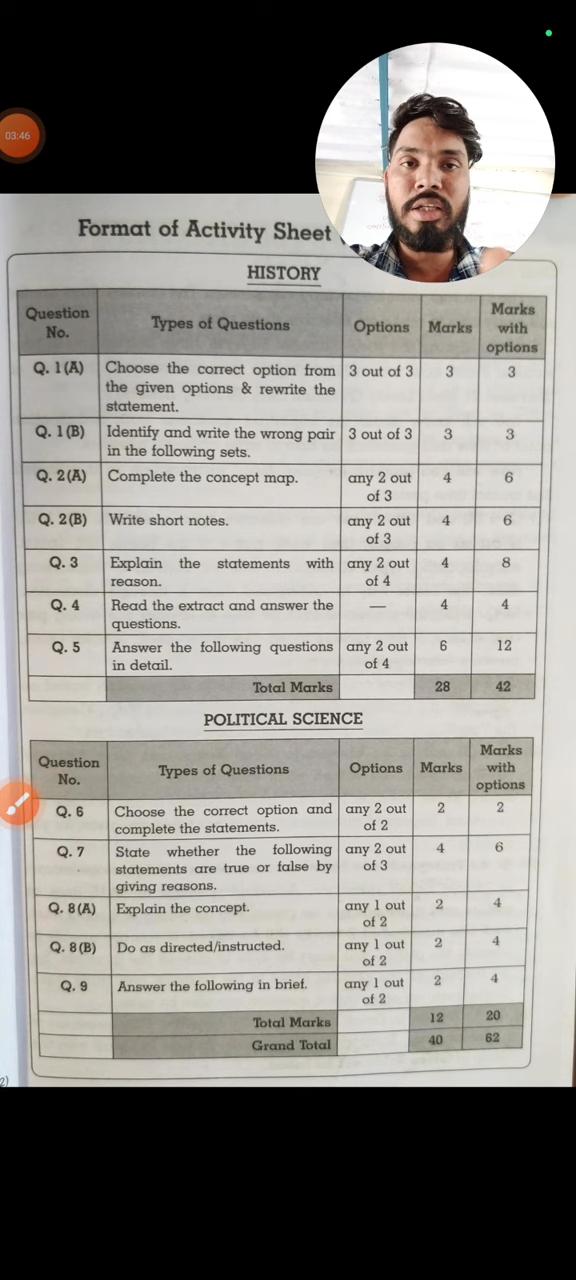 03:46
Format of Activity Sheet
HISTORY
Question No. Types of Questions Options Marks Marks with options
Q. 1(A) Choose the correct option from the given options & rewrite the statement. 3 out of 3 3 3
Q. 1(B) Identify and write the wrong pair in the following sets. 3 out of 3 3 3
Q. 2(A) Complete the concept map. any 2 out of 3 4 6
Q. 2(B) Write short notes. any 2 out of 3 4 6
Q. 3 Explain the statements with reason. any 2 out of 4 4 8
Q. 4 Read the extract and answer the questions. — 4 4
Q. 5 Answer the following questions in detail. any 2 out of 4 6 12
Total Marks 28 42
POLITICAL SCIENCE
Question No. Types of Questions Options Marks Marks with options
Q. 6 Choose the correct option and complete the statements. any 2 out of 2 2 2
Q. 7 State whether the following statements are true or false by giving reasons. any 2 out of 3 4 6
Q. 8(A) Explain the concept. any 1 out of 2 2 4
Q. 8(B) Do as directed/instructed. any 1 out of 2 2 4
Q. 9 Answer the following in brief. any 1 out of 2 2 4
Total Marks 12 20
Grand Total 40 62
2)